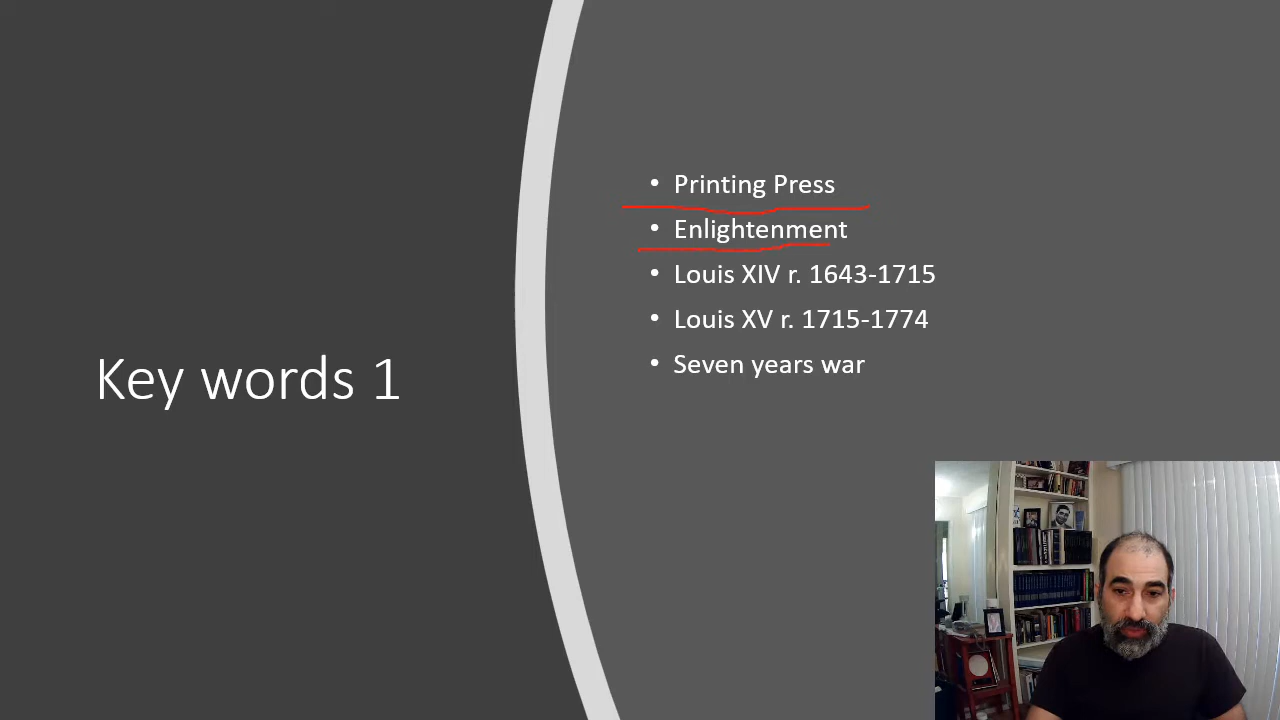 Key words 1
• Printing Press
• Enlightenment
• Louis XIV r. 1643-1715
• Louis XV r. 1715-1774
• Seven years war